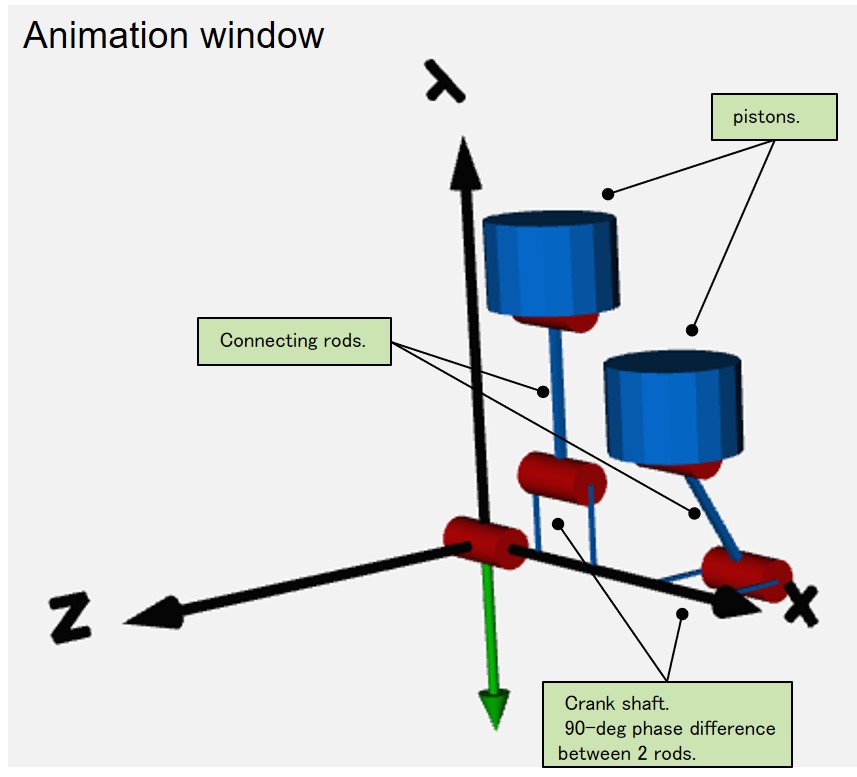 Animation window
Y
pistons.
Connecting rods.
Z
X
Crank shaft.
90-deg phase difference
between 2 rods.